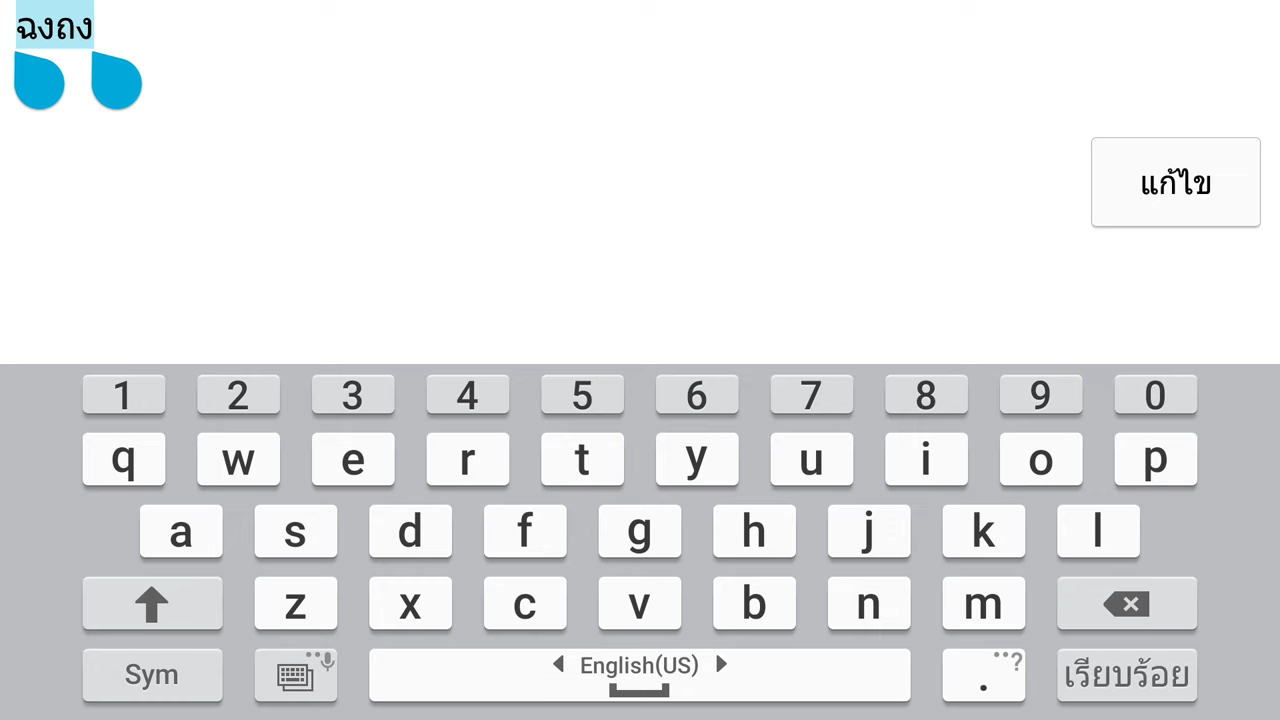 ฉงถง
แก้ไข
1 2 3 4 5 6 7 8 9 0
q w e r t y u i o p
a s d f g h j k l
z x c v b n m
Sym English(US) . ? เรียบร้อย